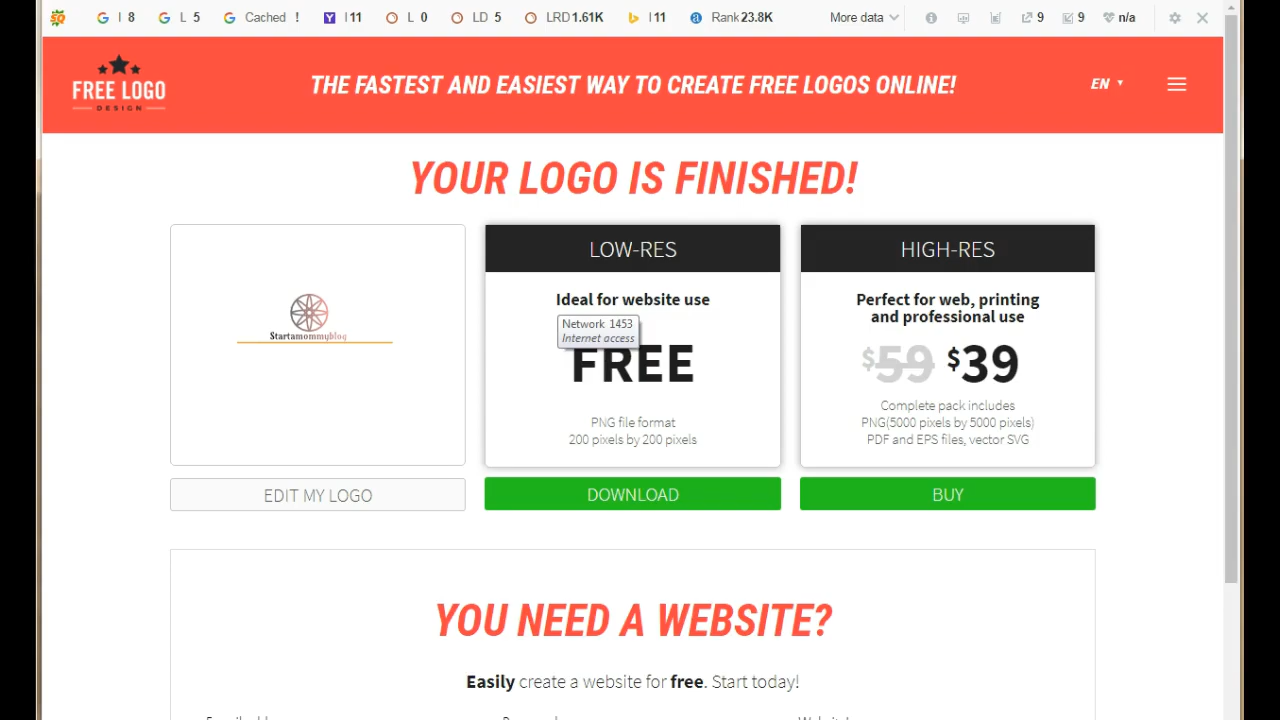 SQ I 8 L 5 Cached ! I 11 L 0 LD 5 LRD 1.61K I 11 Rank 23.8K More data 9 9 n/a
FREE LOGO
DESIGN
THE FASTEST AND EASIEST WAY TO CREATE FREE LOGOS ONLINE!
EN
YOUR LOGO IS FINISHED!
Startamommyblog
EDIT MY LOGO
LOW-RES
Ideal for website use
Network 1453
Internet access
FREE
PNG file format
200 pixels by 200 pixels
DOWNLOAD
HIGH-RES
Perfect for web, printing
and professional use
$59 $39
Complete pack includes
PNG(5000 pixels by 5000 pixels)
PDF and EPS files, vector SVG
BUY
YOU NEED A WEBSITE?
Easily create a website for free. Start today!